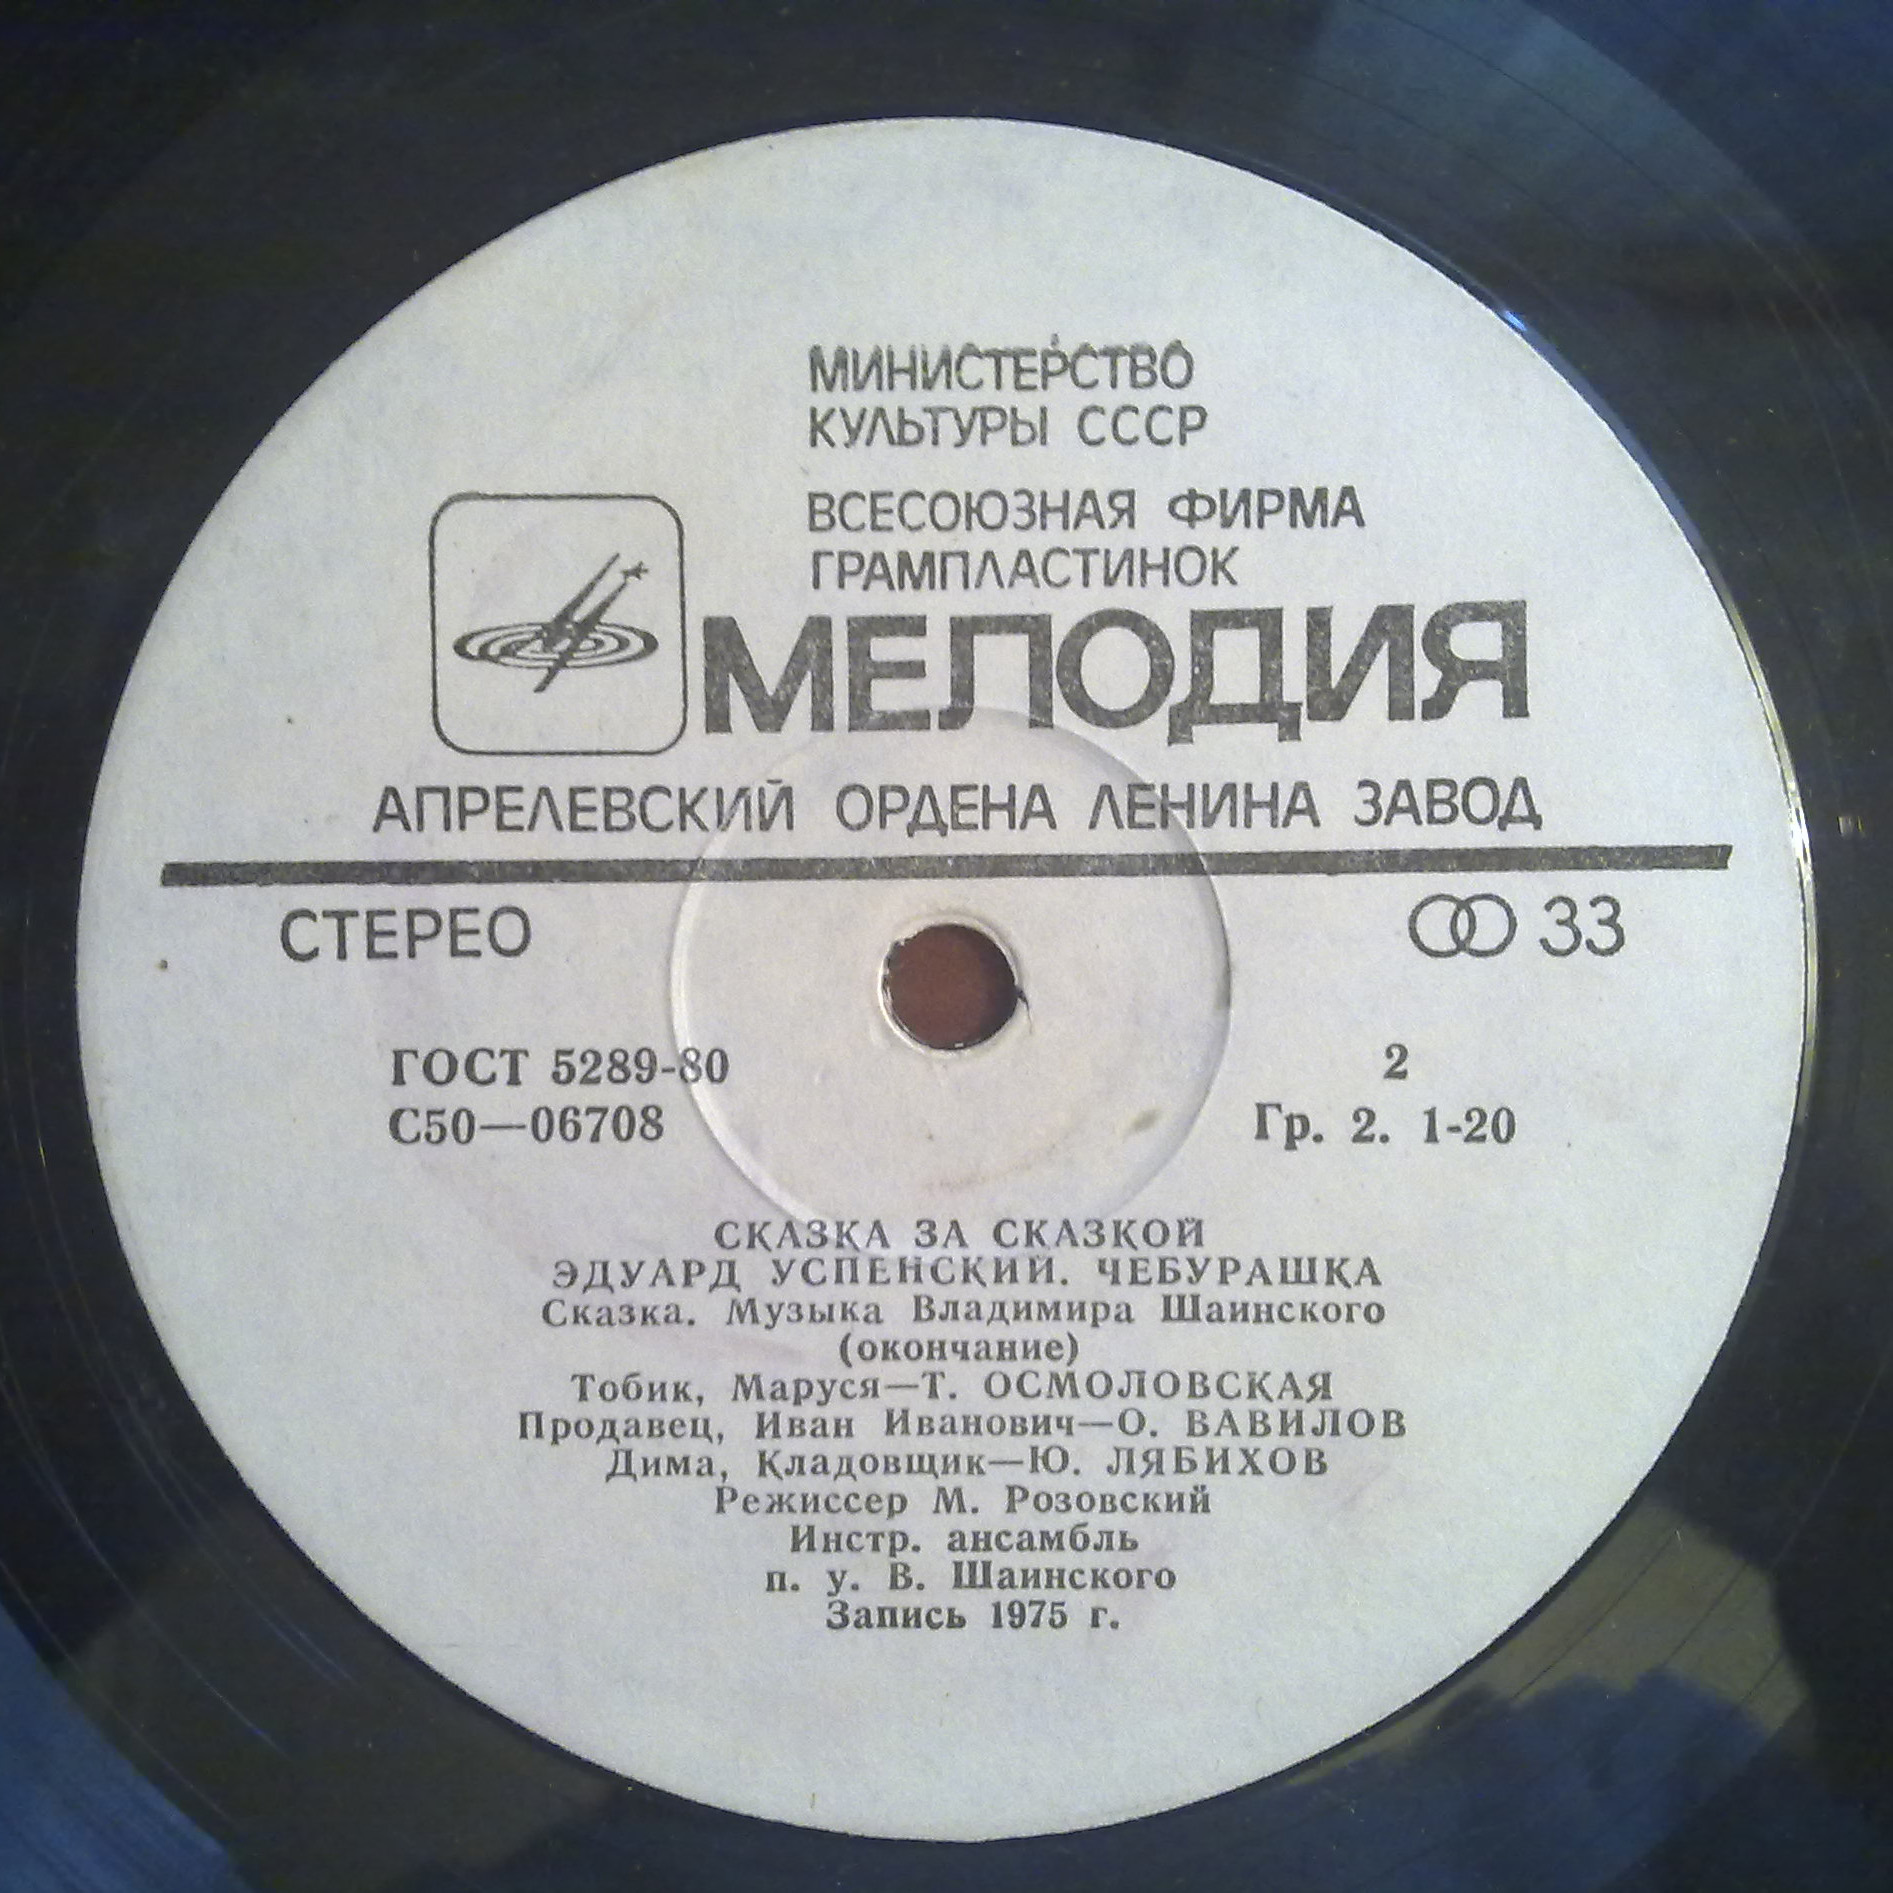 МИНИСТЕРСТВО
КУЛЬТУРЫ СССР
ВСЕСОЮЗНАЯ ФИРМА
ГРАМПЛАСТИНОК
МЕЛОДИЯ
АПРЕЛЕВСКИЙ ОРДЕНА ЛЕНИНА ЗАВОД
СТЕРЕО 33
ГОСТ 5289-80 2
С50—06708 Гр. 2. 1-20
СКАЗКА ЗА СКАЗКОЙ
ЭДУАРД УСПЕНСКИЙ. ЧЕБУРАШКА
Сказка. Музыка Владимира Шаинского
(окончание)
Тобик, Маруся—Т. ОСМОЛОВСКАЯ
Продавец, Иван Иванович—О. ВАВИЛОВ
Дима, Кладовщик—Ю. ЛЯБИХОВ
Режиссер М. Розовский
Инстр. ансамбль
п. у. В. Шаинского
Запись 1975 г.